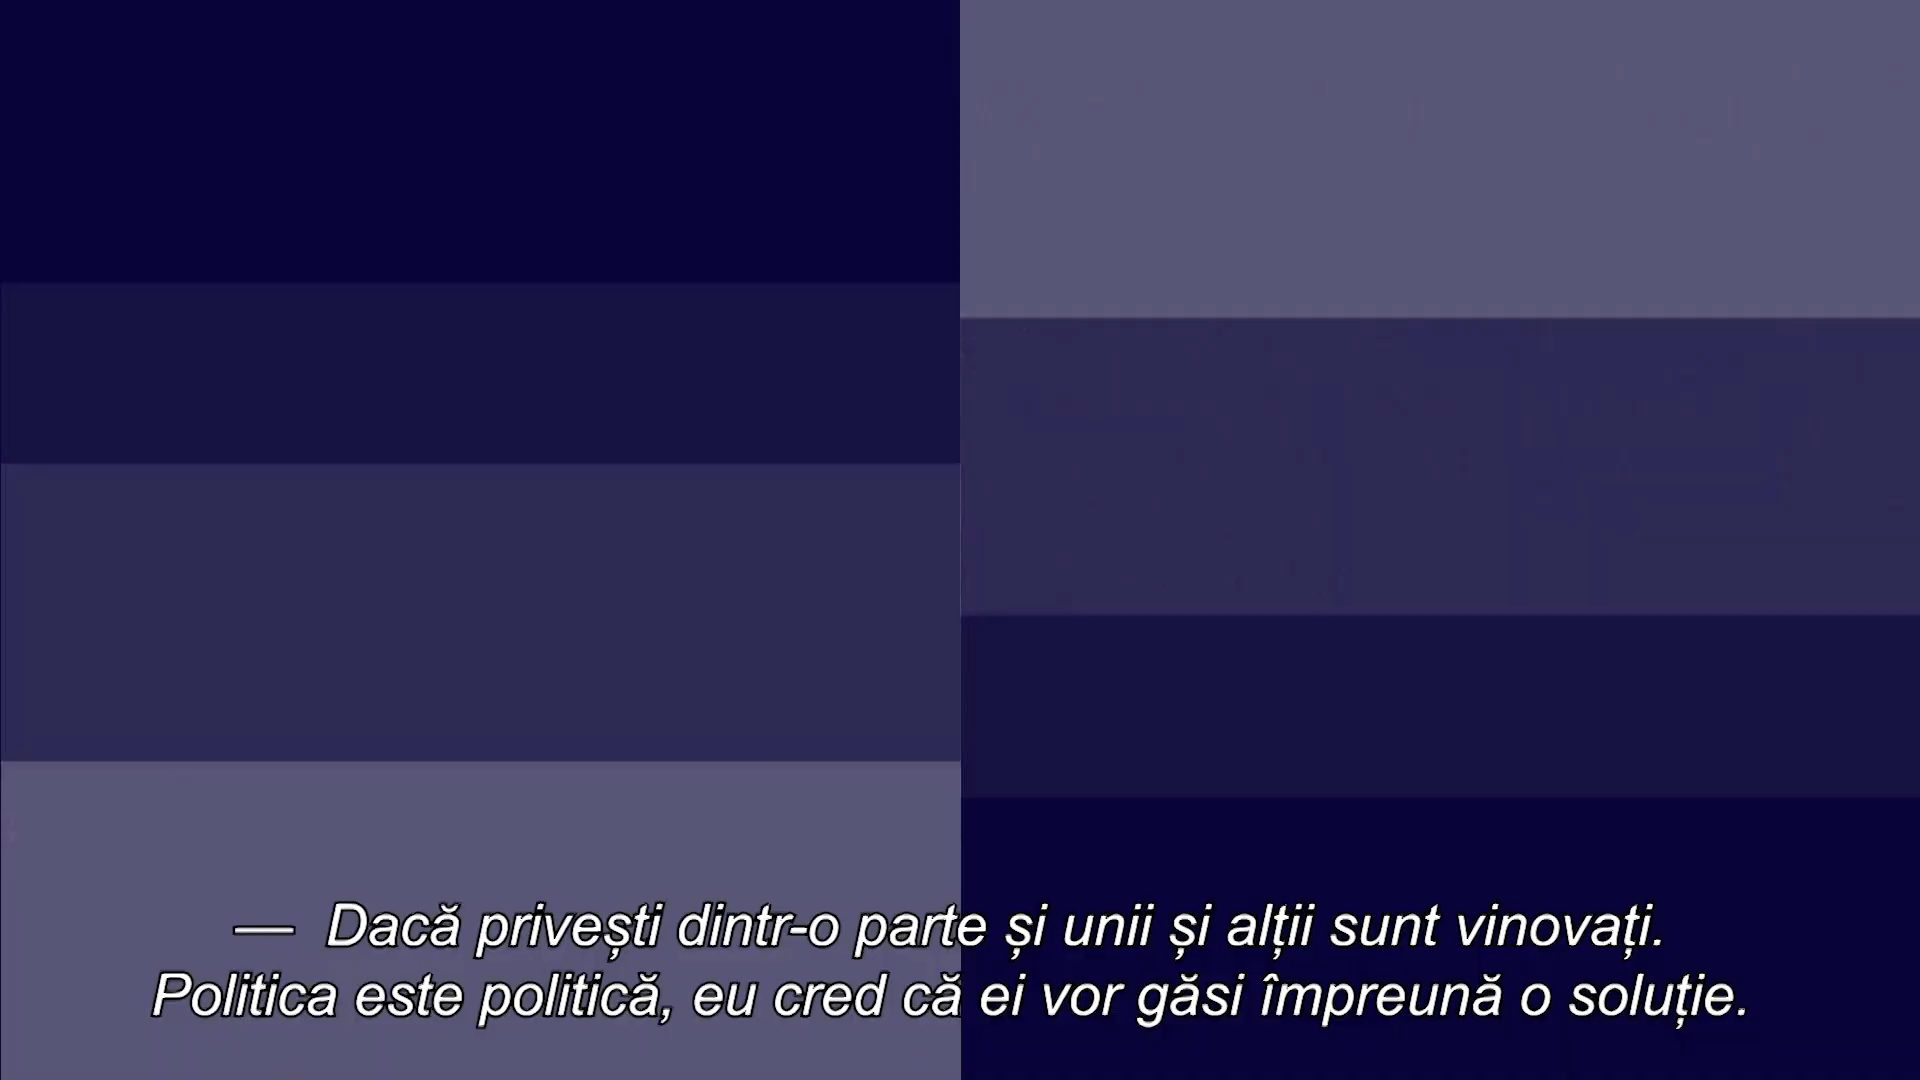 — Dacă privești dintr-o parte și unii și alții sunt vinovați.
Politica este politică, eu cred că ei vor găsi împreună o soluție.